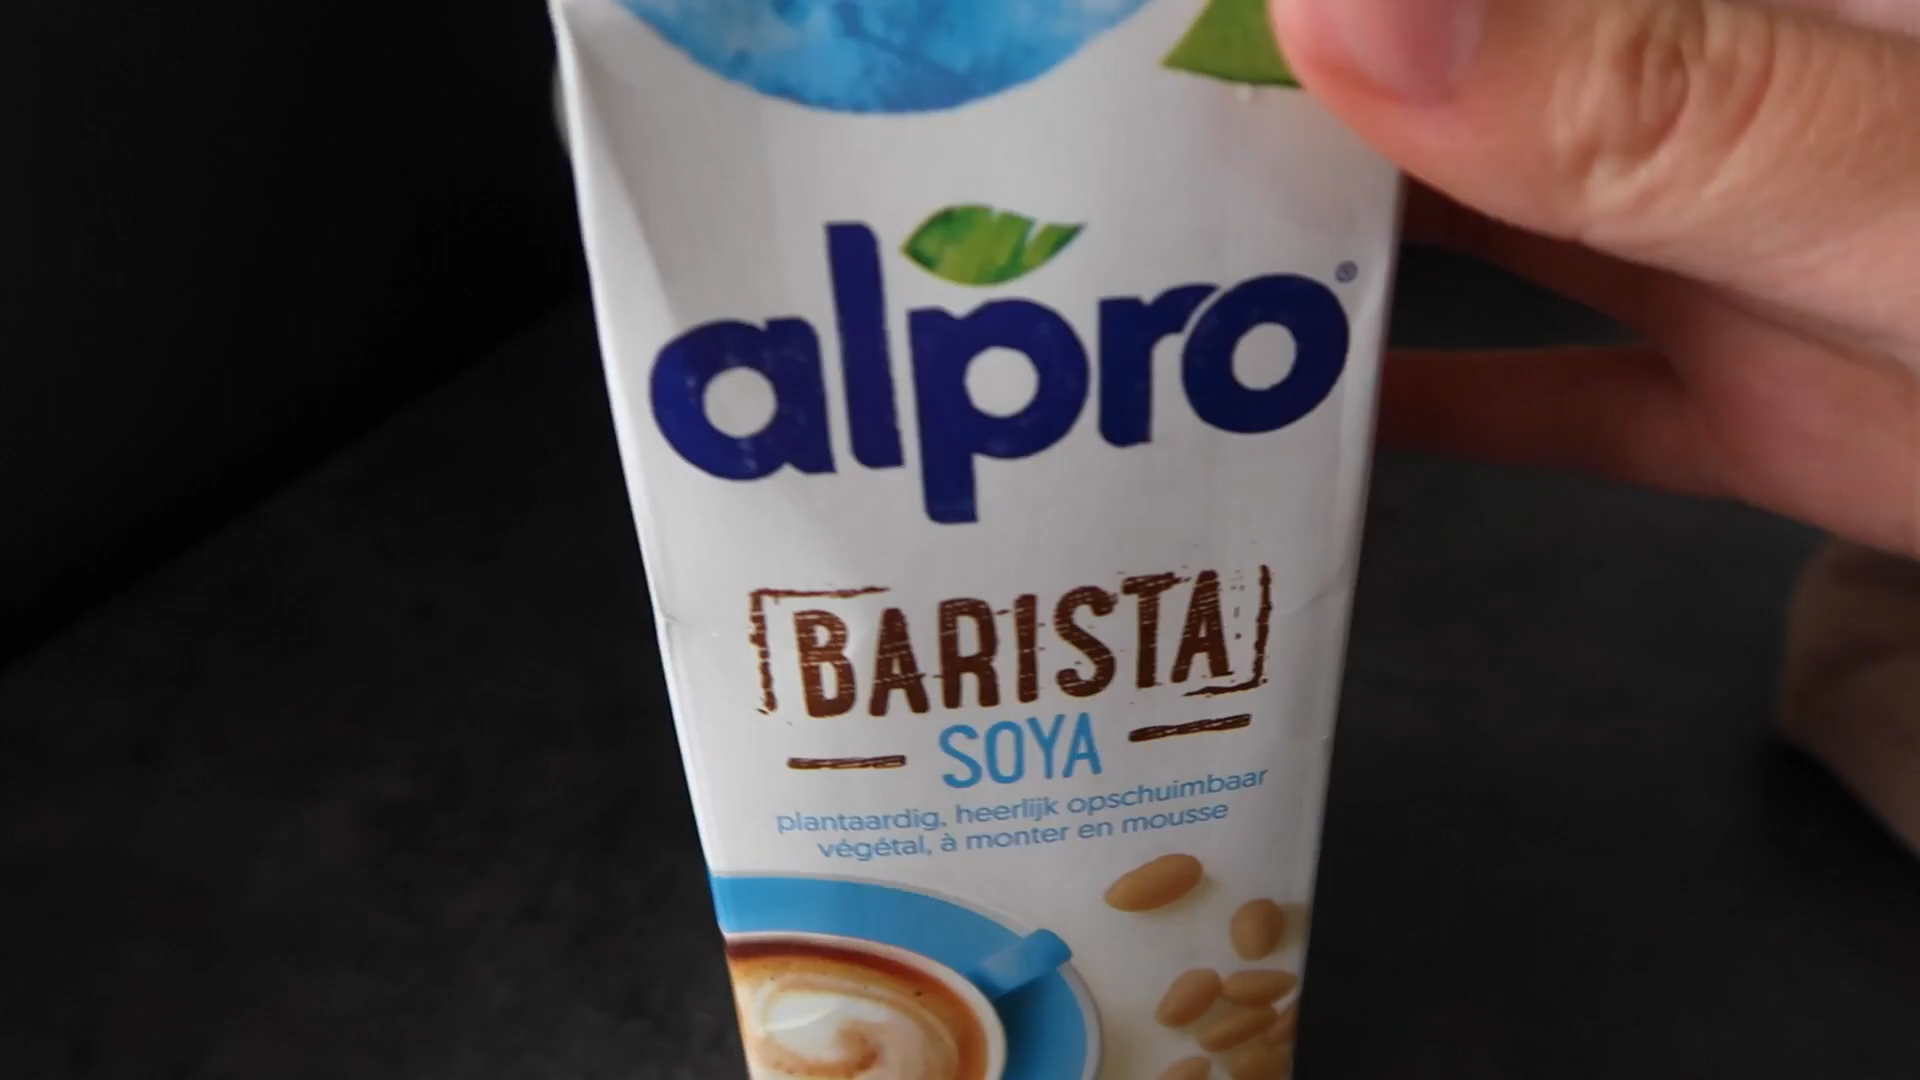 alpro®
BARISTA
SOYA
plantaardig, heerlijk opschuimbaar
végétal, à monter en mousse